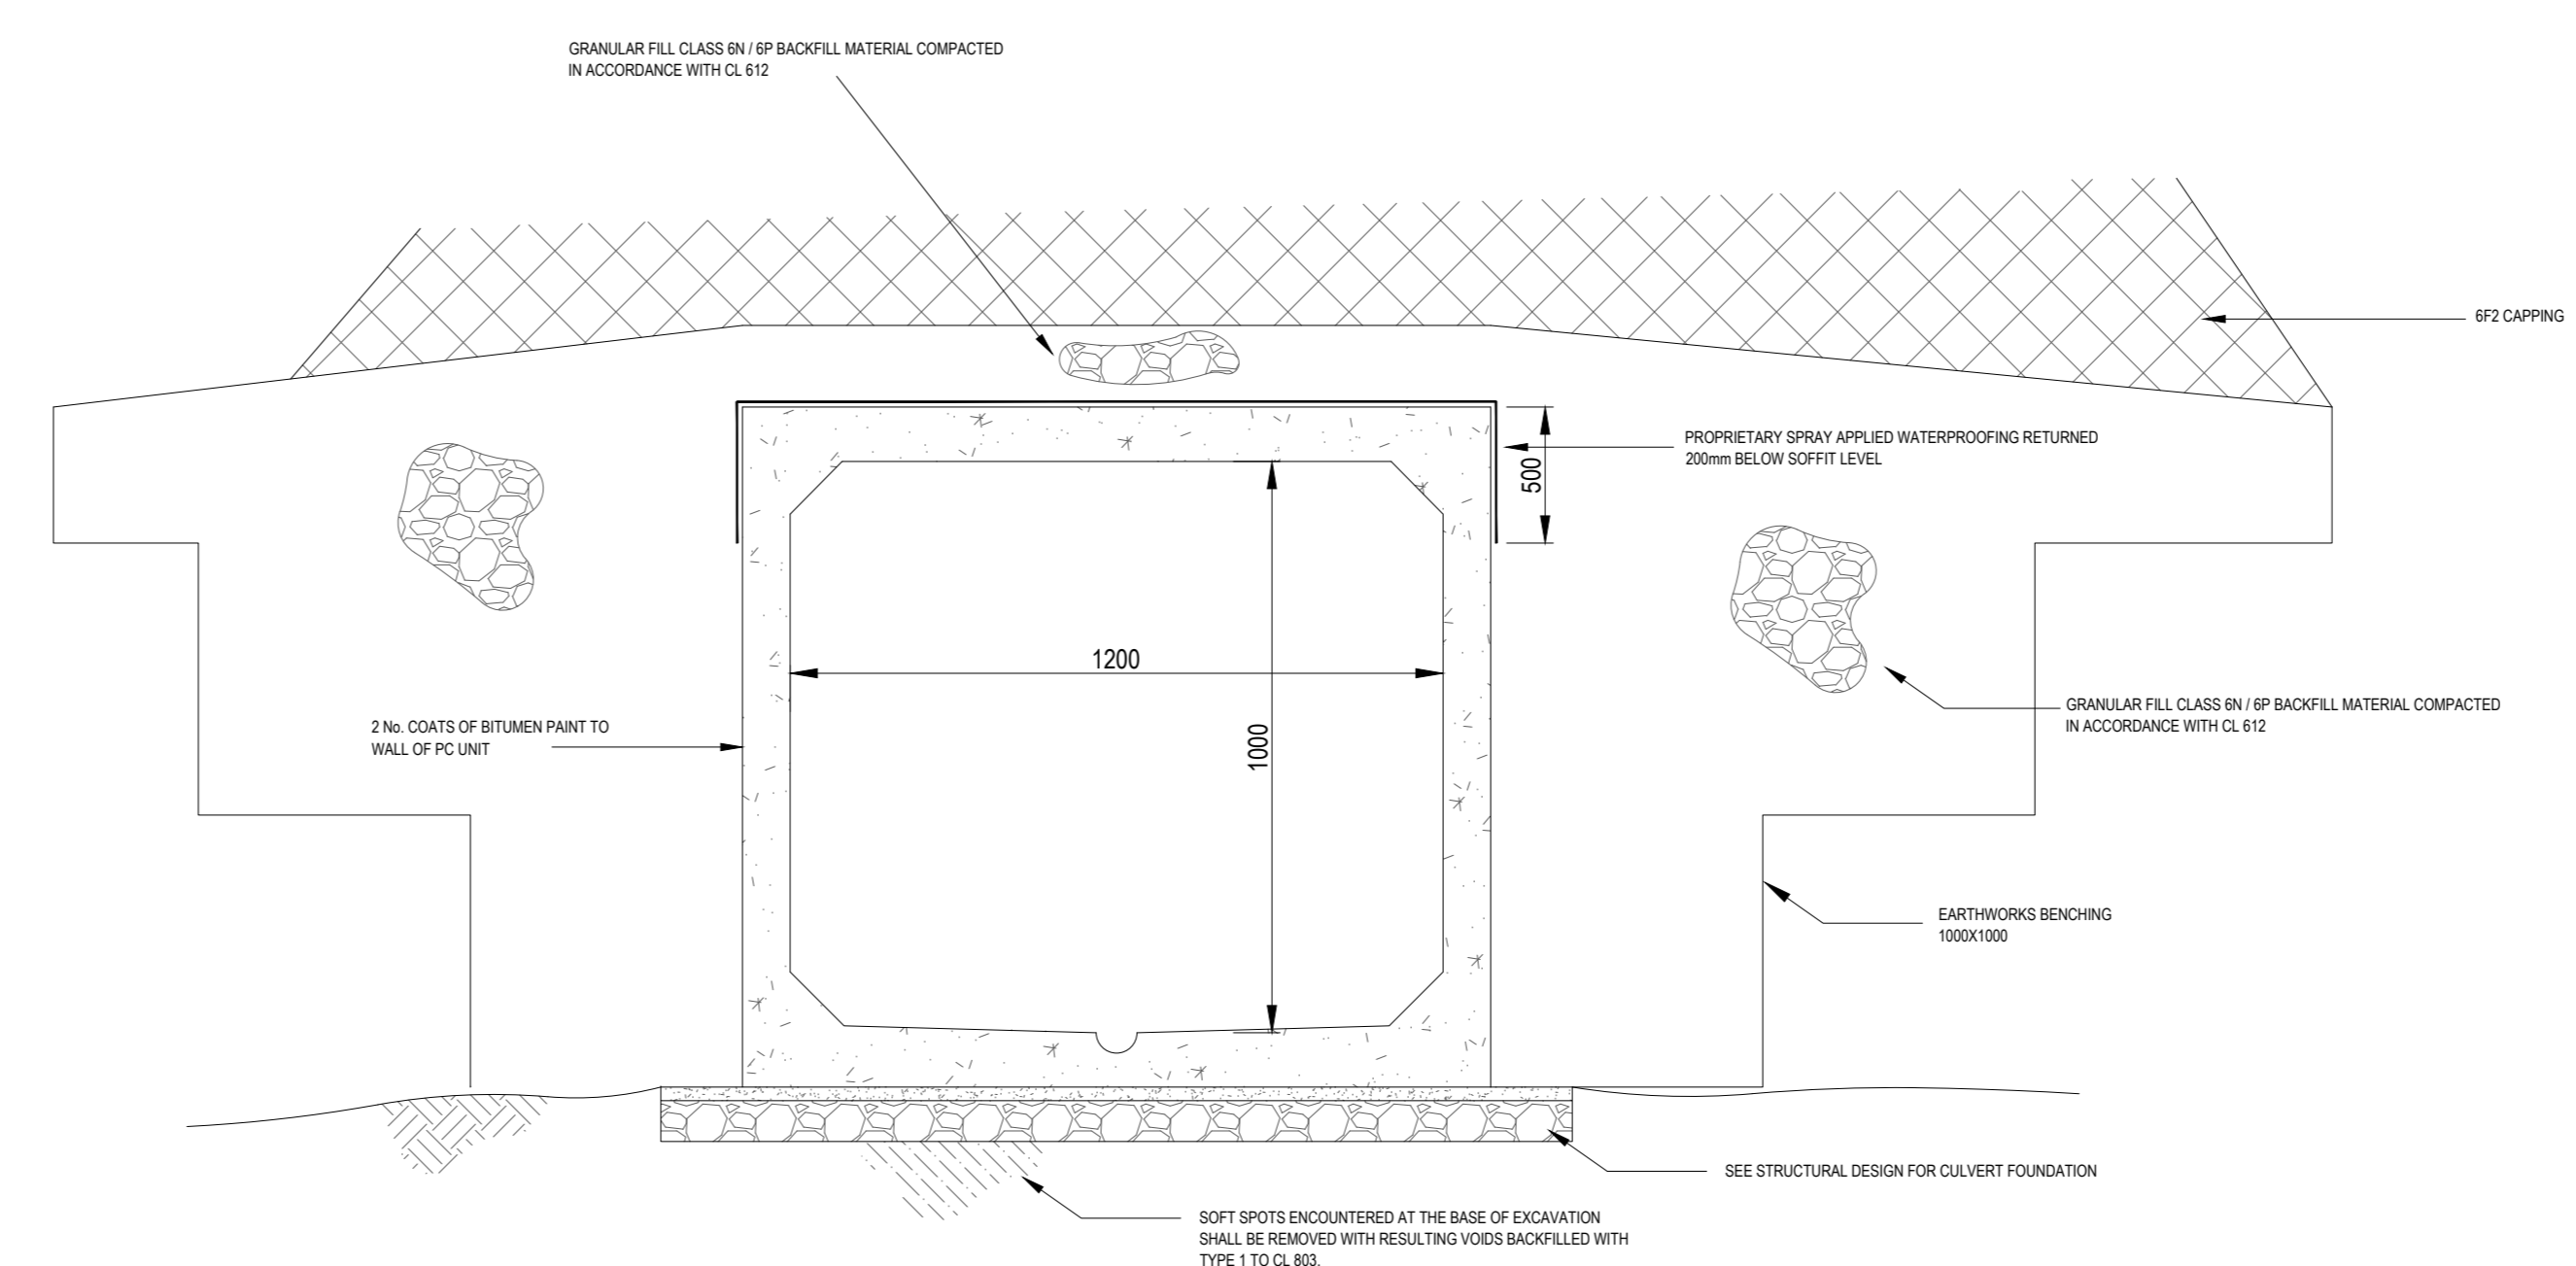 GRANULAR FILL CLASS 6N / 6P BACKFILL MATERIAL COMPACTED
IN ACCORDANCE WITH CL 612
6F2 CAPPING
PROPRIETARY SPRAY APPLIED WATERPROOFING RETURNED
200mm BELOW SOFFIT LEVEL
500
1200
1000
2 No. COATS OF BITUMEN PAINT TO
WALL OF PC UNIT
GRANULAR FILL CLASS 6N / 6P BACKFILL MATERIAL COMPACTED
IN ACCORDANCE WITH CL 612
EARTHWORKS BENCHING
1000X1000
SEE STRUCTURAL DESIGN FOR CULVERT FOUNDATION
SOFT SPOTS ENCOUNTERED AT THE BASE OF EXCAVATION
SHALL BE REMOVED WITH RESULTING VOIDS BACKFILLED WITH
TYPE 1 TO CL 803.